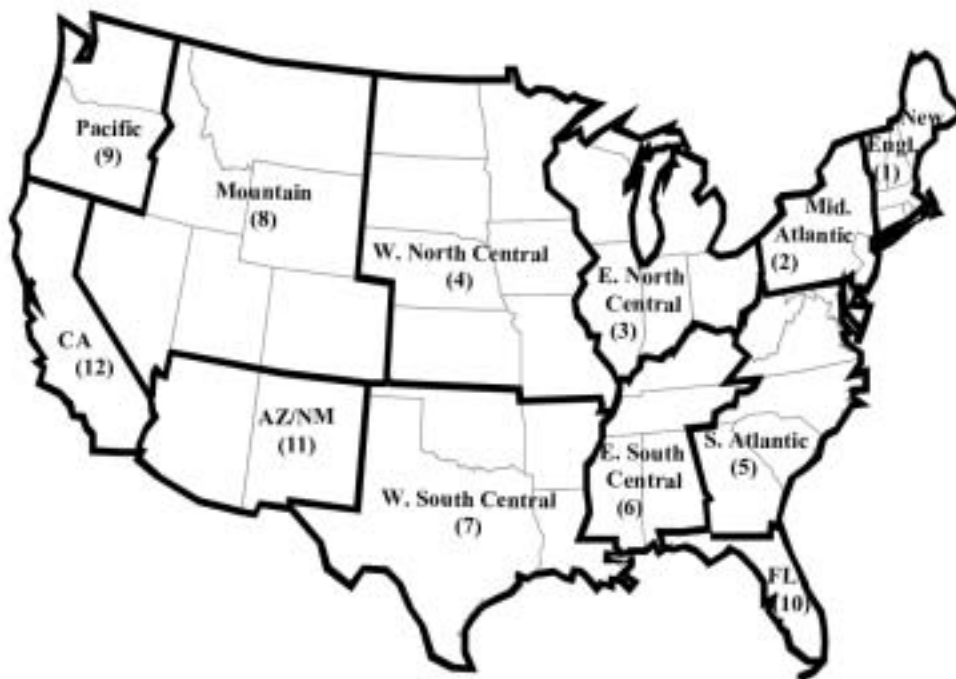 New
Engl.
(1)
Pacific
(9)
Mountain
(8)
Mid.
Atlantic
(2)
W. North Central
(4)
E. North
Central
(3)
CA
(12)
AZ/NM
(11)
S. Atlantic
(5)
E. South
Central
(6)
W. South Central
(7)
FL
(10)